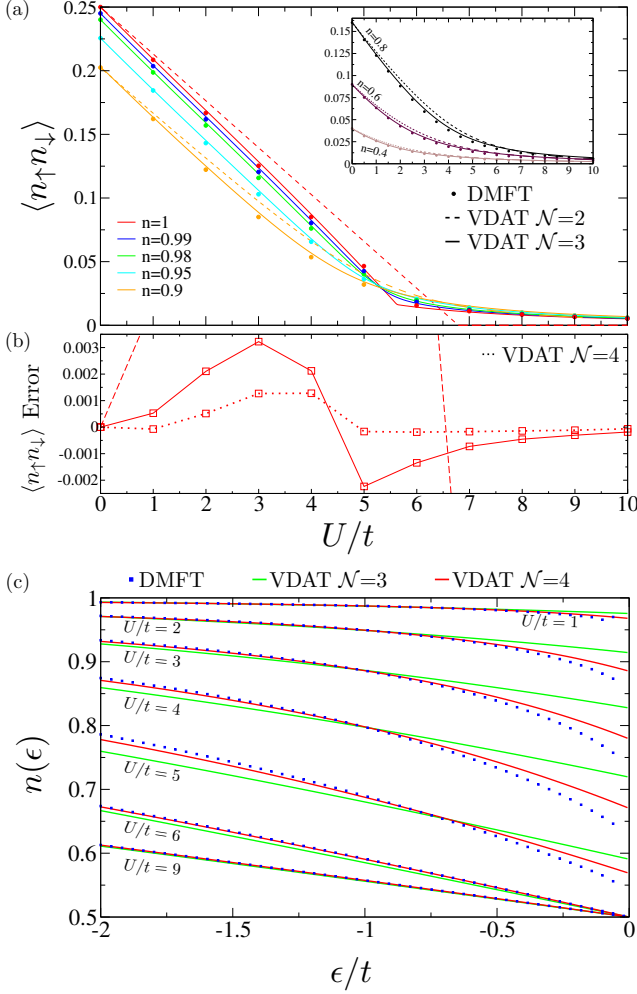 (a)
⟨n↑n↓⟩
0.25
0.20
0.15
0.10
0.05
0
n=1
n=0.99
n=0.98
n=0.95
n=0.9
0.15
0.125
0.1
0.075
0.05
0.025
0
n=0.8
n=0.6
n=0.4
0 1 2 3 4 5 6 7 8 9 10
DMFT
VDAT 𝒩=2
VDAT 𝒩=3
(b)
⟨n↑n↓⟩ Error
0.003
0.002
0.001
0.000
-0.001
-0.002
VDAT 𝒩=4
0 1 2 3 4 5 6 7 8 9 10
U/t
(c)
DMFT VDAT 𝒩=3 VDAT 𝒩=4
n(ϵ)
1
0.9
0.8
0.7
0.6
0.5
U/t = 1
U/t = 2
U/t = 3
U/t = 4
U/t = 5
U/t = 6
U/t = 9
-2 -1.5 -1 -0.5 0
ϵ/t